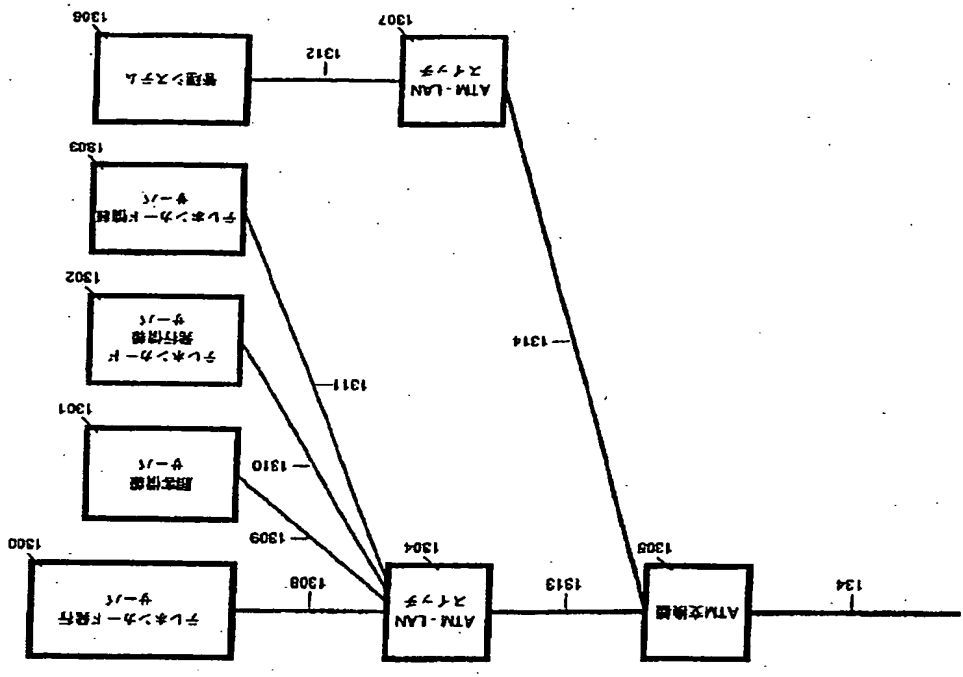 134
ATM交換器
1305
1313
ATM-LAN
スイッチ
1304
1308
テレホンカード発行
サーバ
1300
1309
顧客情報
サーバ
1301
1310
テレホンカード
発行情報
サーバ
1302
1311
テレホンカード情報
サーバ
1303
1314
ATM-LAN
スイッチ
1307
1312
管理システム
1306